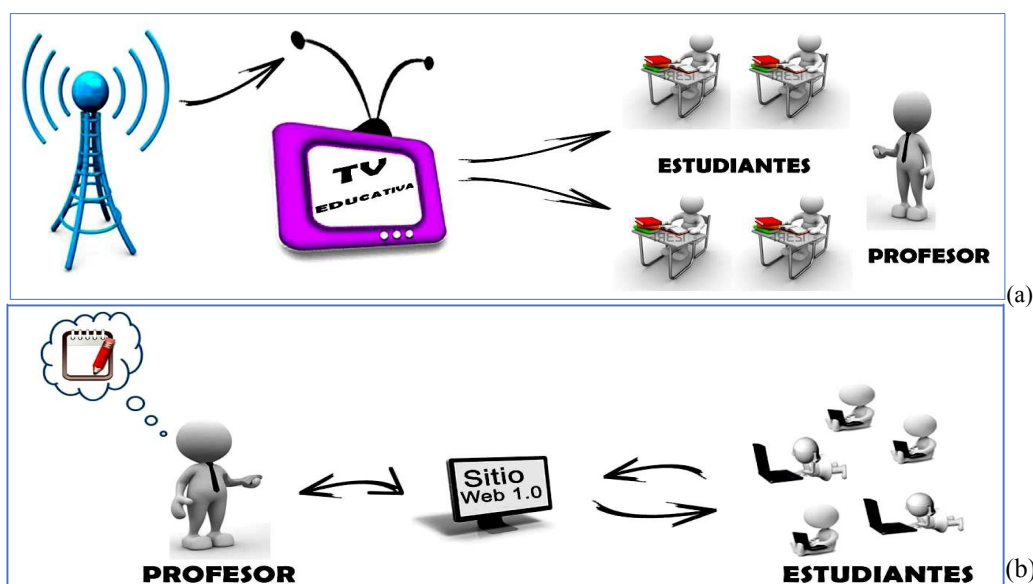 TV
EDUCATIVA
ESTUDIANTES
PROFESOR
(a)
Sitio
Web 1.0
PROFESOR
ESTUDIANTES
(b)